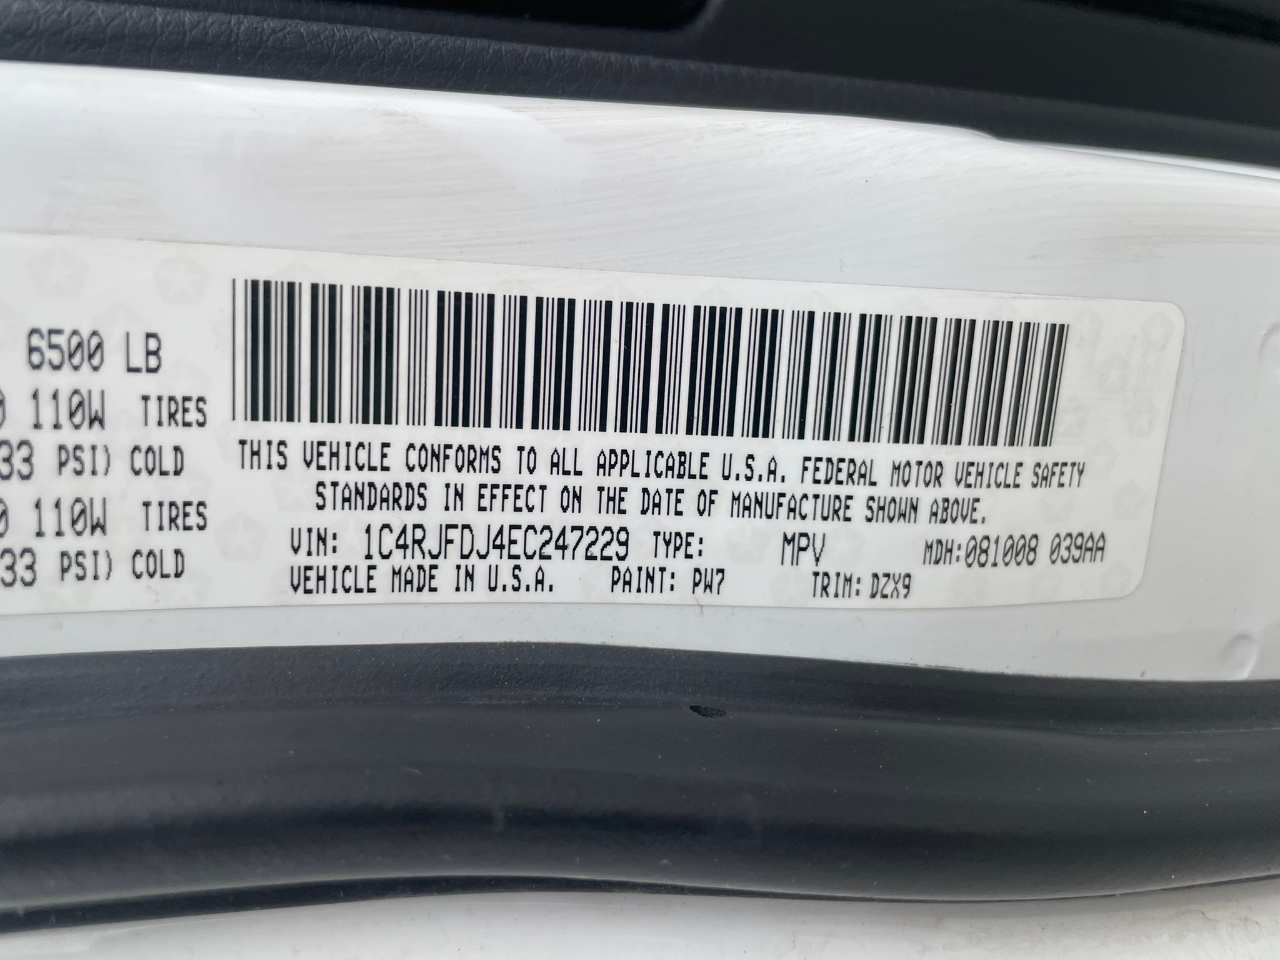 6500 LB
0 110W TIRES
33 PSI) COLD
0 110W TIRES
33 PSI) COLD
THIS VEHICLE CONFORMS TO ALL APPLICABLE U.S.A. FEDERAL MOTOR VEHICLE SAFETY
STANDARDS IN EFFECT ON THE DATE OF MANUFACTURE SHOWN ABOVE.
VIN: 1C4RJFDJ4EC247229 TYPE: MPV MDH:081008 039AA
VEHICLE MADE IN U.S.A. PAINT: PW7 TRIM: DZX9